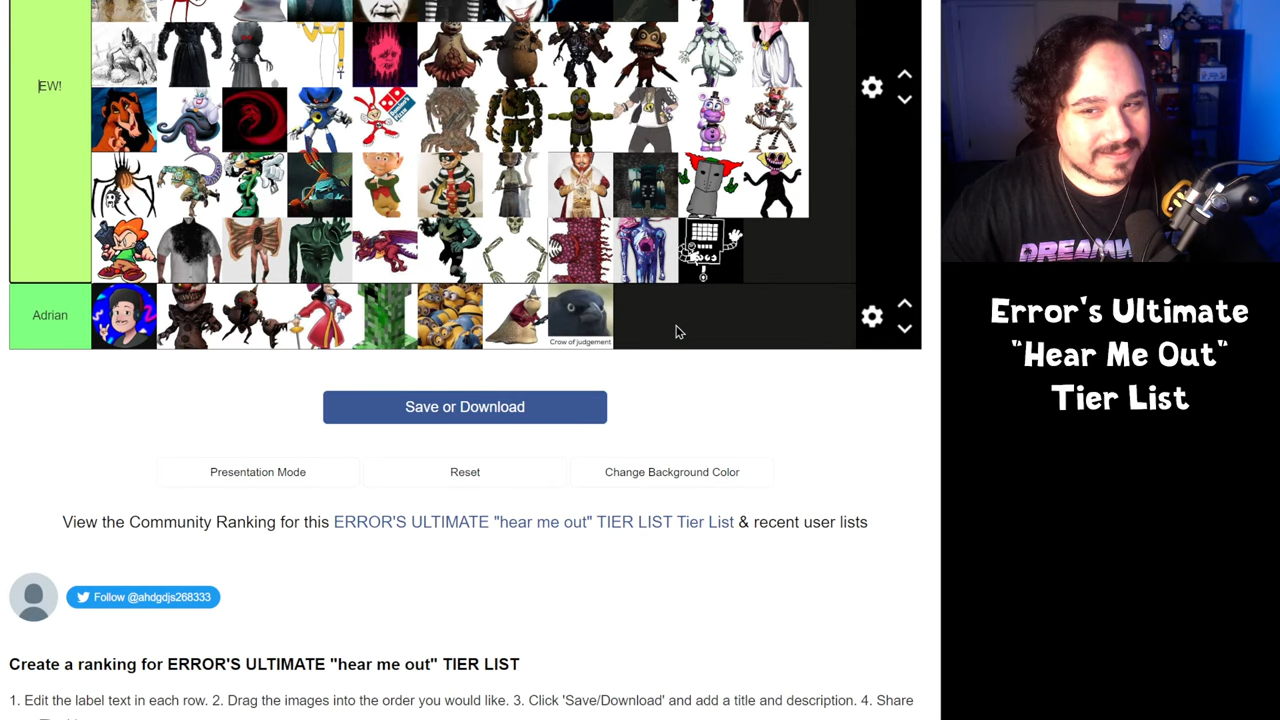 EW!
Domino's Pizza
Adrian
2
Crow of judgement
Save or Download
Presentation Mode
Reset
Change Background Color
View the Community Ranking for this ERROR'S ULTIMATE "hear me out" TIER LIST Tier List & recent user lists
Follow @ahdgdjs268333
Create a ranking for ERROR'S ULTIMATE "hear me out" TIER LIST
1. Edit the label text in each row. 2. Drag the images into the order you would like. 3. Click 'Save/Download' and add a title and description. 4. Share
Error's Ultimate
"Hear Me Out"
Tier List